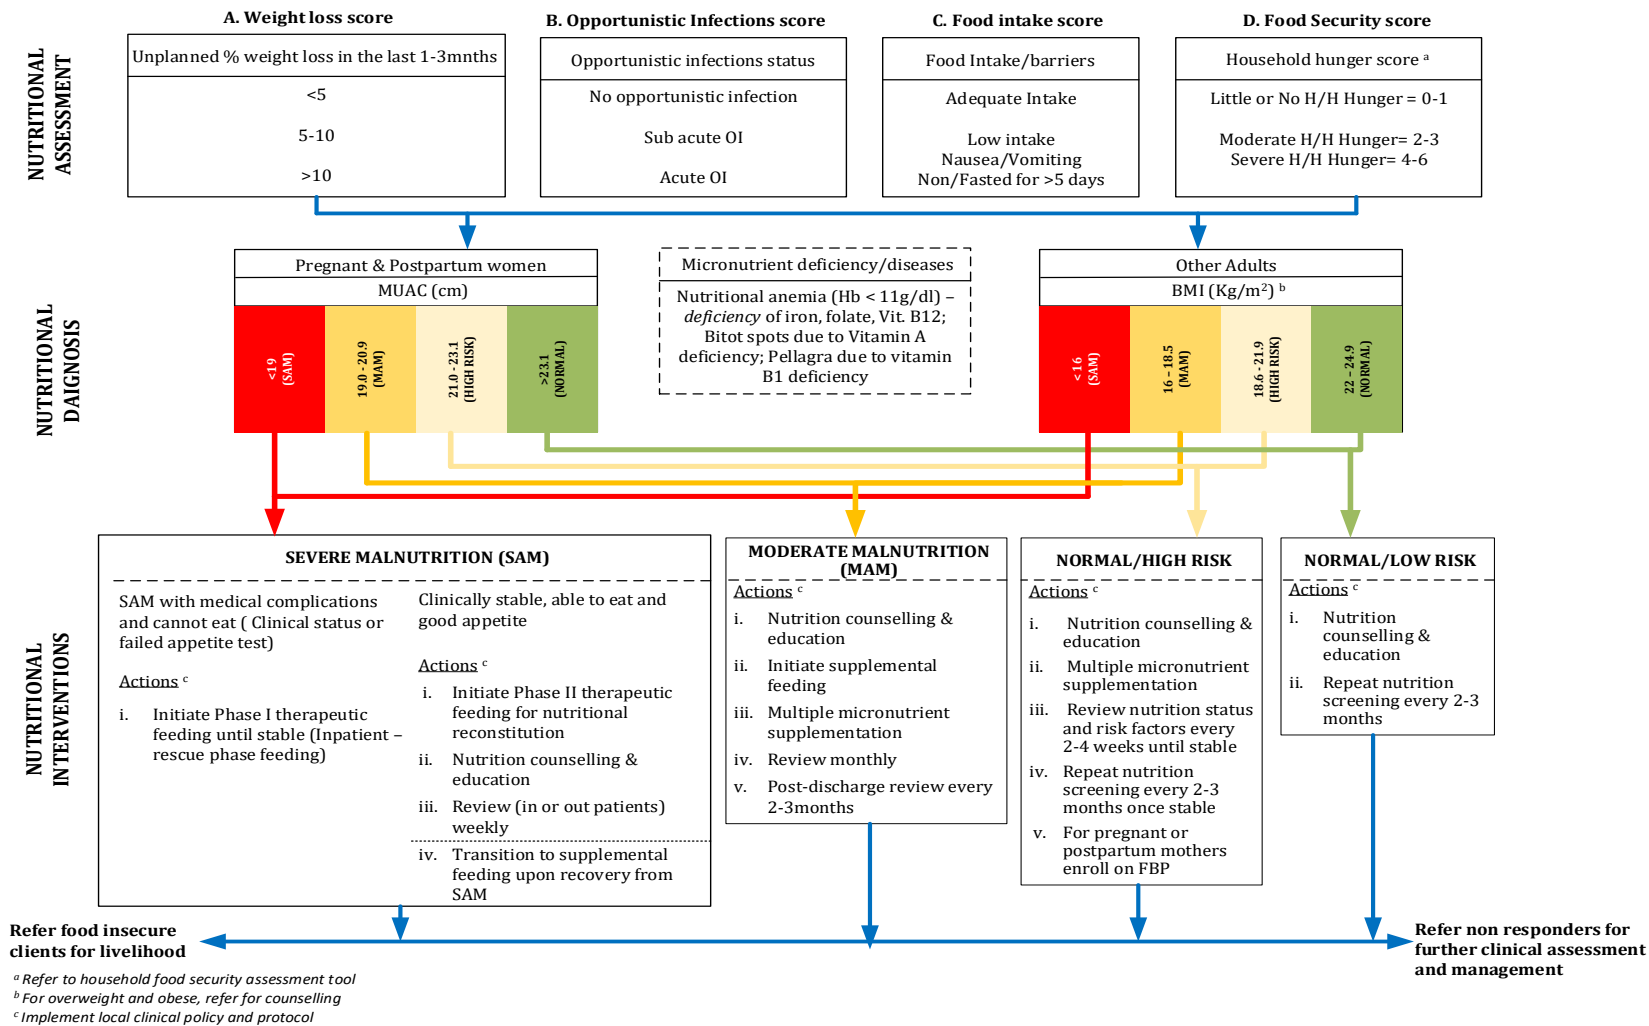 A. Weight loss score
B. Opportunistic Infections score
C. Food intake score
D. Food Security score
NUTRITIONAL
ASSESSMENT
Unplanned % weight loss in the last 1-3mnths
<5
5-10
>10
Opportunistic infections status
No opportunistic infection
Sub acute OI
Acute OI
Food Intake/barriers
Adequate Intake
Low intake
Nausea/Vomiting
Non/Fasted for >5 days
Household hunger score a
Little or No H/H Hunger = 0-1
Moderate H/H Hunger= 2-3
Severe H/H Hunger= 4-6
NUTRITIONAL
DAIGNOSIS
Pregnant & Postpartum women
MUAC (cm)
<19
(SAM)
19.0 -20.9
(MAM)
21.0 -23.1
(HIGH RISK)
>23.1
(NORMAL)
Micronutrient deficiency/diseases
Nutritional anemia (Hb < 11g/dl) –
deficiency of iron, folate, Vit. B12;
Bitot spots due to Vitamin A
deficiency; Pellagra due to vitamin
B1 deficiency
Other Adults
BMI (Kg/m2) b
<16
(SAM)
16 – 18.5
(MAM)
18.6 - 21.9
(HIGH RISK)
22 – 24.9
(NORMAL)
NUTRITIONAL
INTERVENTIONS
SEVERE MALNUTRITION (SAM)
SAM with medical complications
and cannot eat ( Clinical status or
failed appetite test)
Actions c
i. Initiate Phase I therapeutic
feeding until stable (Inpatient –
rescue phase feeding)
Clinically stable, able to eat and
good appetite
Actions c
i. Initiate Phase II therapeutic
feeding for nutritional
reconstitution
ii. Nutrition counselling &
education
iii. Review (in or out patients)
weekly
iv. Transition to supplemental
feeding upon recovery from
SAM
MODERATE MALNUTRITION
(MAM)
Actions c
i. Nutrition counselling &
education
ii. Initiate supplemental
feeding
iii. Multiple micronutrient
supplementation
iv. Review monthly
v. Post-discharge review every
2-3months
NORMAL/HIGH RISK
Actions c
i. Nutrition counselling &
education
ii. Multiple micronutrient
supplementation
iii. Review nutrition status
and risk factors every
2-4 weeks until stable
iv. Repeat nutrition
screening every 2-3
months once stable
v. For pregnant or
postpartum mothers
enroll on FBP
NORMAL/LOW RISK
Actions c
i. Nutrition
counselling &
education
ii. Repeat nutrition
screening every 2-3
months
Refer food insecure
clients for livelihood
Refer non responders for
further clinical assessment
and management
a Refer to household food security assessment tool
b For overweight and obese, refer for counselling
c Implement local clinical policy and protocol